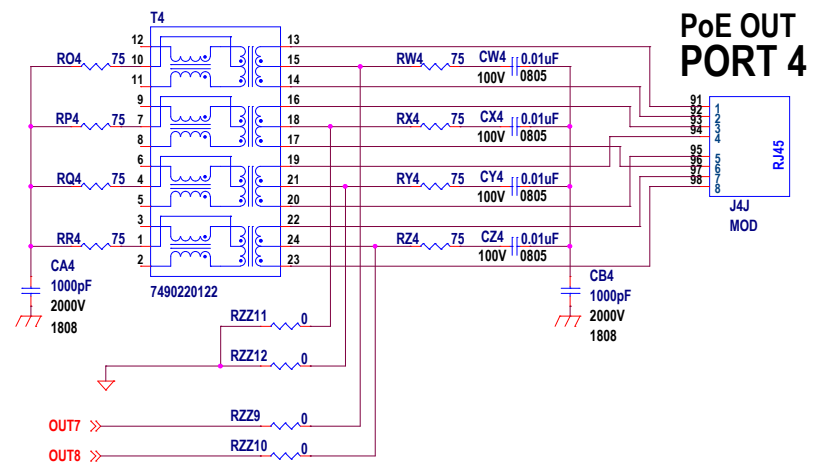 T4
PoE OUT
PORT 4
12
13
RO4 75
10
15
RW4 75 CW4 0.01uF
100V 0805
11
14
9
16
RP4 75
7
18
RX4 75 CX4 0.01uF
100V 0805
8
17
6
19
RQ4 75
4
21
RY4 75 CY4 0.01uF
100V 0805
5
20
3
22
RR4 75
1
24
RZ4 75 CZ4 0.01uF
100V 0805
2
23
91 1
92 2
93 3
94 4
95 5
96 6
97 7
98 8
RJ45
J4J
MOD
CA4
1000pF
2000V
1808
7490220122
CB4
1000pF
2000V
1808
RZZ11 0
RZZ12 0
OUT7 RZZ9 0
OUT8 RZZ10 0